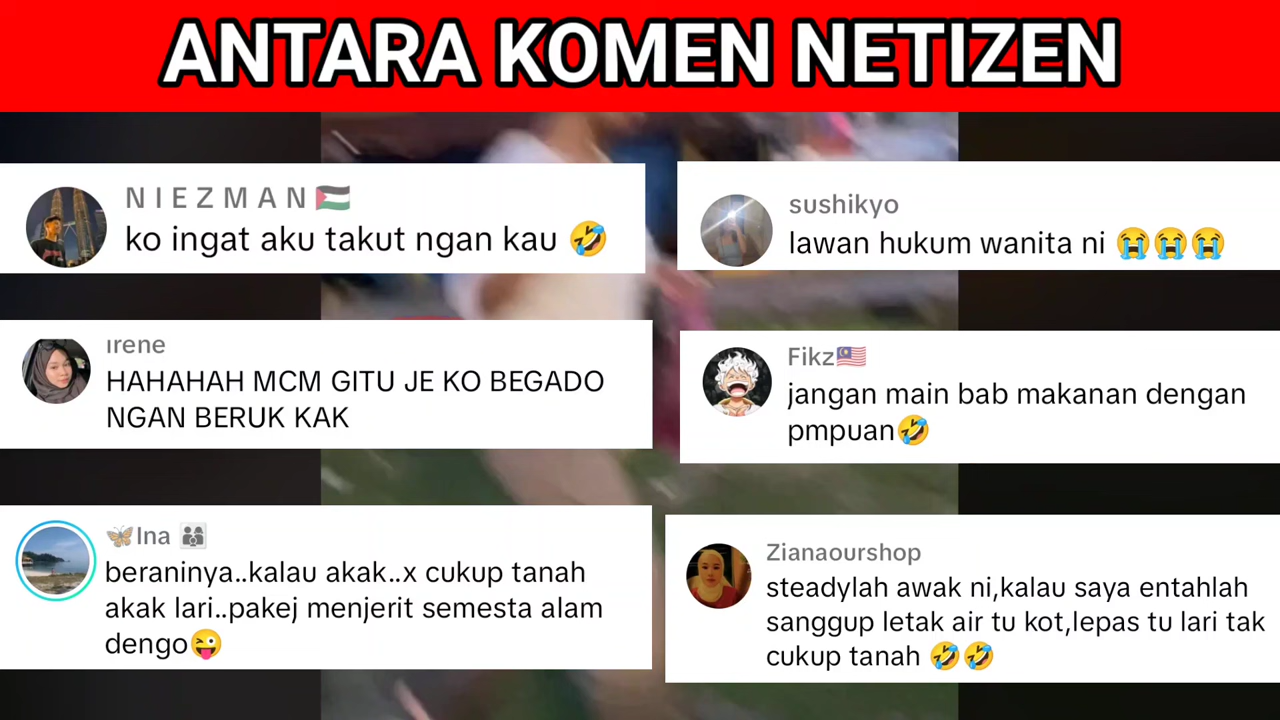 ANTARA KOMEN NETIZEN
N I E Z M A N🇵🇸
ko ingat aku takut ngan kau 🤣
sushikyo
lawan hukum wanita ni 😭😭😭
irene
HAHAHAH MCM GITU JE KO BEGADO
NGAN BERUK KAK
Fikz🇲🇾
jangan main bab makanan dengan
pmpuan🤣
🦋Ina 👨‍👩‍👦
beraninya..kalau akak..x cukup tanah
akak lari..pakej menjerit semesta alam
dengo😜
Zianaourshop
steadylah awak ni,kalau saya entahlah
sanggup letak air tu kot,lepas tu lari tak
cukup tanah 🤣🤣